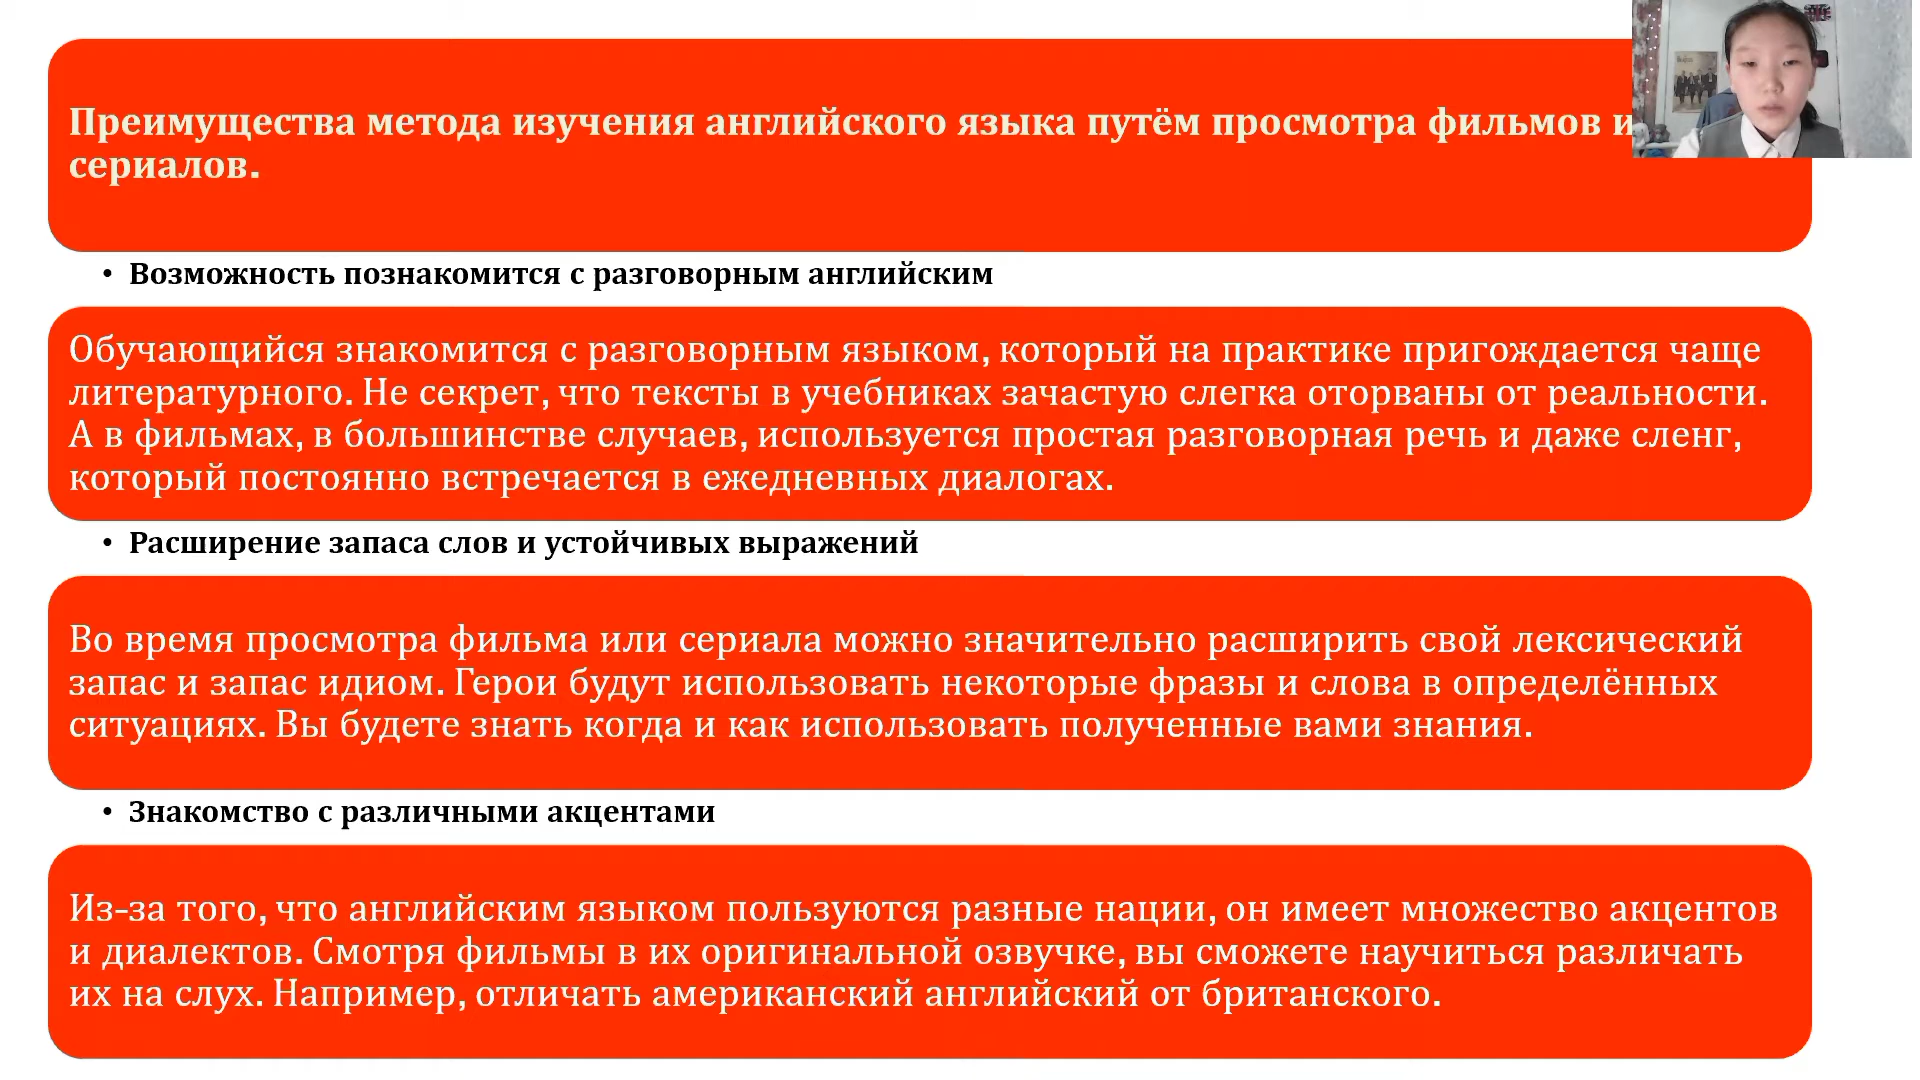 Преимущества метода изучения английского языка путём просмотра фильмов и
сериалов.
• Возможность познакомится с разговорным английским
Обучающийся знакомится с разговорным языком, который на практике пригождается чаще
литературного. Не секрет, что тексты в учебниках зачастую слегка оторваны от реальности.
А в фильмах, в большинстве случаев, используется простая разговорная речь и даже сленг,
который постоянно встречается в ежедневных диалогах.
• Расширение запаса слов и устойчивых выражений
Во время просмотра фильма или сериала можно значительно расширить свой лексический
запас и запас идиом. Герои будут использовать некоторые фразы и слова в определённых
ситуациях. Вы будете знать когда и как использовать полученные вами знания.
• Знакомство с различными акцентами
Из-за того, что английским языком пользуются разные нации, он имеет множество акцентов
и диалектов. Смотря фильмы в их оригинальной озвучке, вы сможете научиться различать
их на слух. Например, отличать американский английский от британского.